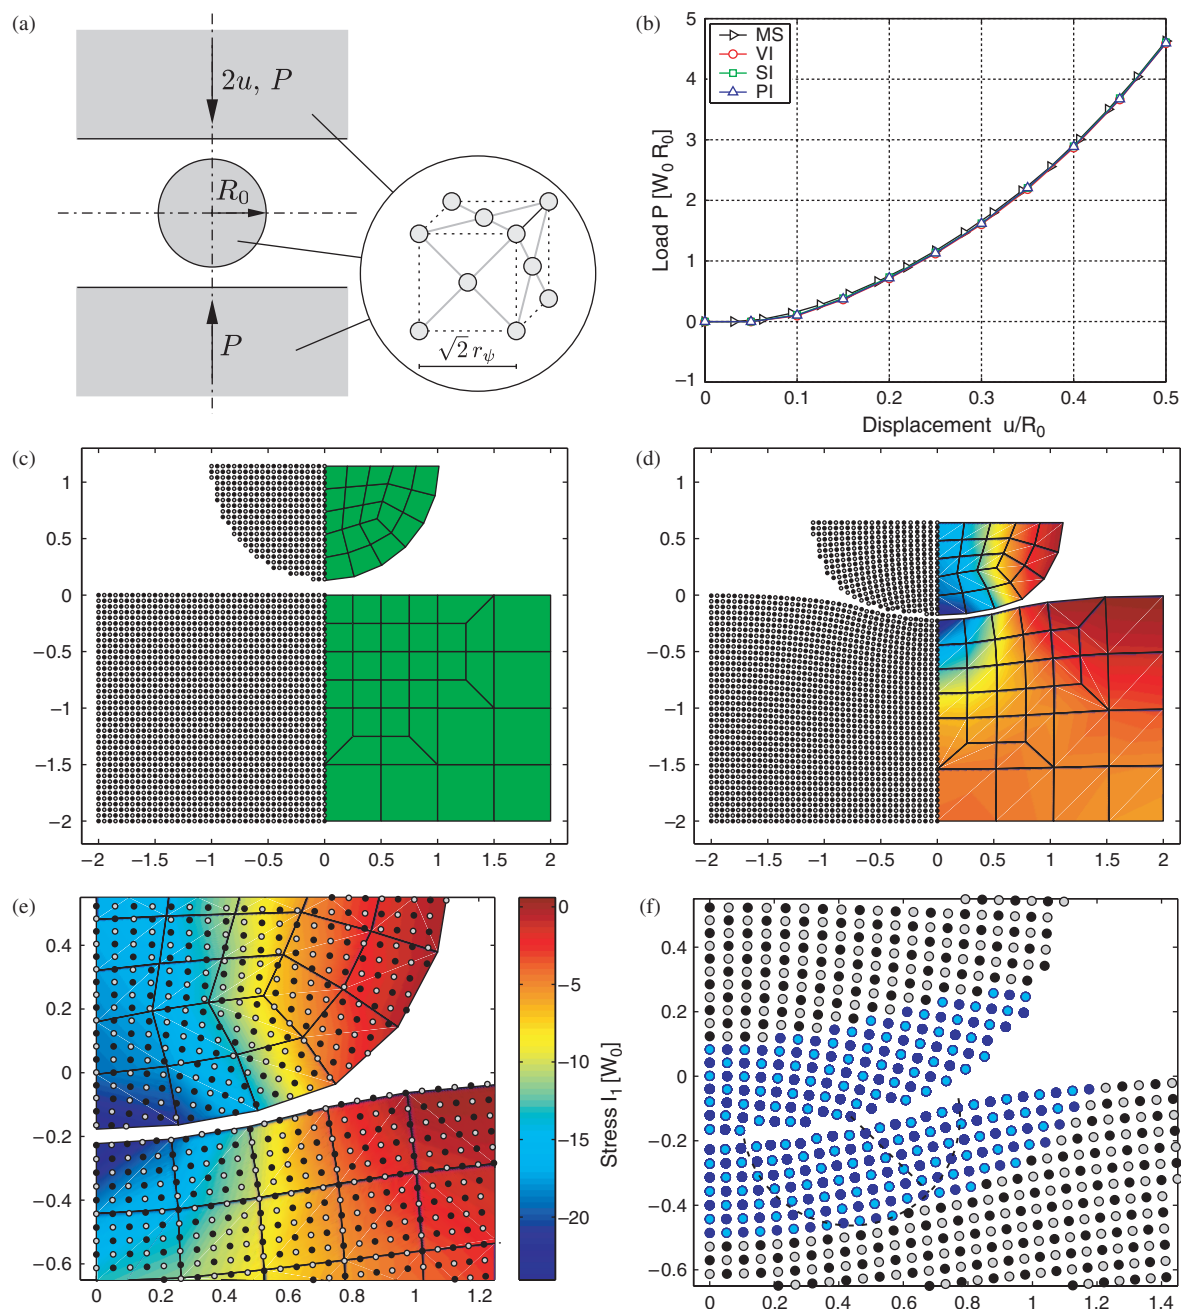 (a)
2u, P
R₀
P
√2 r_ψ
(b)
MS
VI
SI
PI
5
4
3
2
1
0
−1
Load P [W₀ R₀]
0
0.1
0.2
0.3
0.4
0.5
Displacement u/R₀
(c)
1
0.5
0
−0.5
−1
−1.5
−2
−2 −1.5 −1 −0.5 0 0.5 1 1.5 2
(d)
1
0.5
0
−0.5
−1
−1.5
−2
−2 −1.5 −1 −0.5 0 0.5 1 1.5 2
(e)
0.4
0.2
0
−0.2
−0.4
−0.6
0 0.2 0.4 0.6 0.8 1 1.2
0
−5
−10
−15
−20
Stress I₁ [W₀]
(f)
0.4
0.2
0
−0.2
−0.4
−0.6
0 0.2 0.4 0.6 0.8 1 1.2 1.4